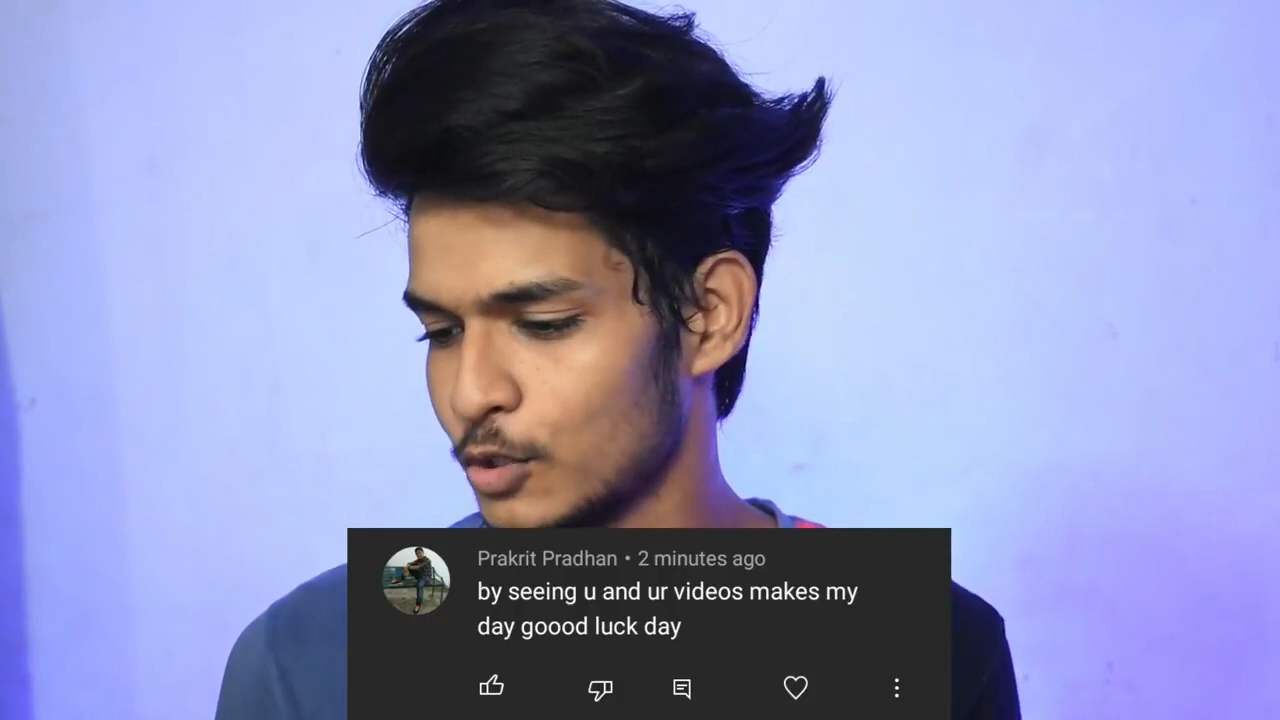 Prakrit Pradhan • 2 minutes ago
by seeing u and ur videos makes my
day goood luck day